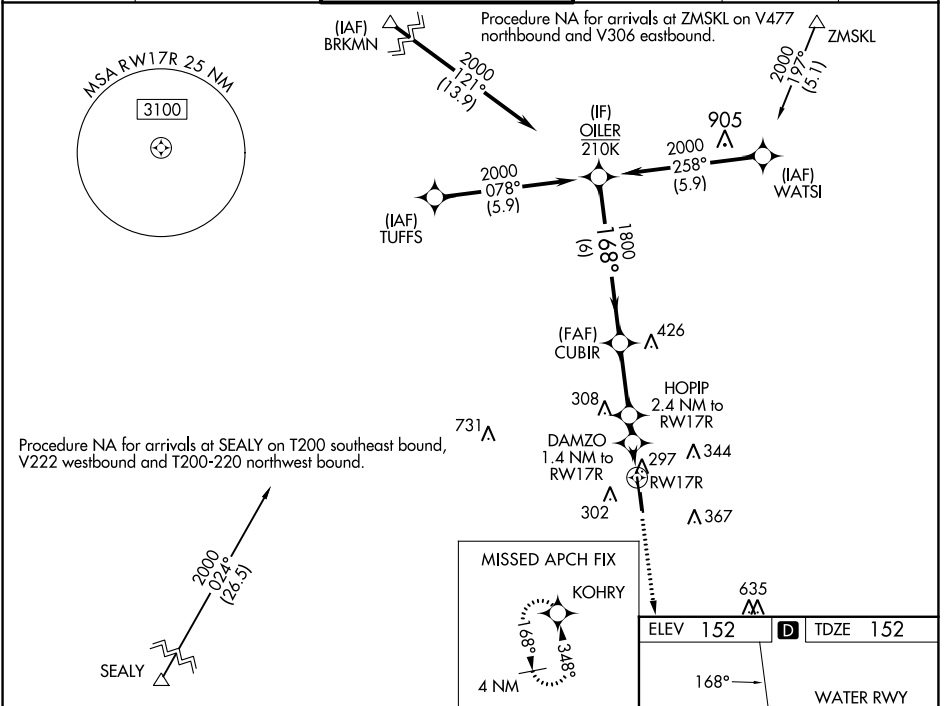 (IAF)
BRKMN
2000
121°
(13.9)
Procedure NA for arrivals at ZMSKL on V477
northbound and V306 eastbound.
ZMSKL
2000
197°
(5.1)
MSA RW17R 25 NM
3100
(IF)
OILER
210K
905
2000
258°
(5.9)
(IAF)
WATSI
2000
078°
(5.9)
(IAF)
TUFFS
1800
168°
(6)
(FAF)
CUBIR
426
HOPIP
2.4 NM to
RW17R
308
731
DAMZO
1.4 NM to
RW17R
344
297
RW17R
302
367
Procedure NA for arrivals at SEALY on T200 southeast bound,
V222 westbound and T200-220 northwest bound.
2000
024°
(26.5)
SEALY
MISSED APCH FIX
KOHRY
168°
348°
4 NM
635
ELEV 152 D TDZE 152
168°
WATER RWY